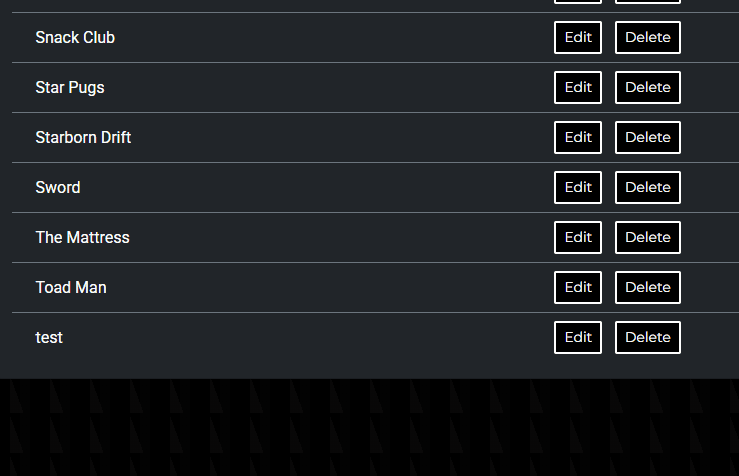 Snack Club Edit Delete
Star Pugs Edit Delete
Starborn Drift Edit Delete
Sword Edit Delete
The Mattress Edit Delete
Toad Man Edit Delete
test Edit Delete